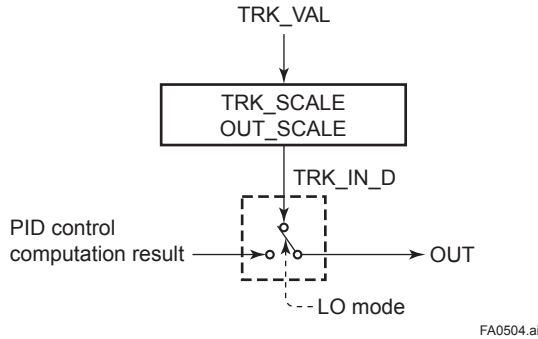 TRK_VAL
TRK_SCALE
OUT_SCALE
TRK_IN_D
PID control
computation result
OUT
LO mode
FA0504.ai